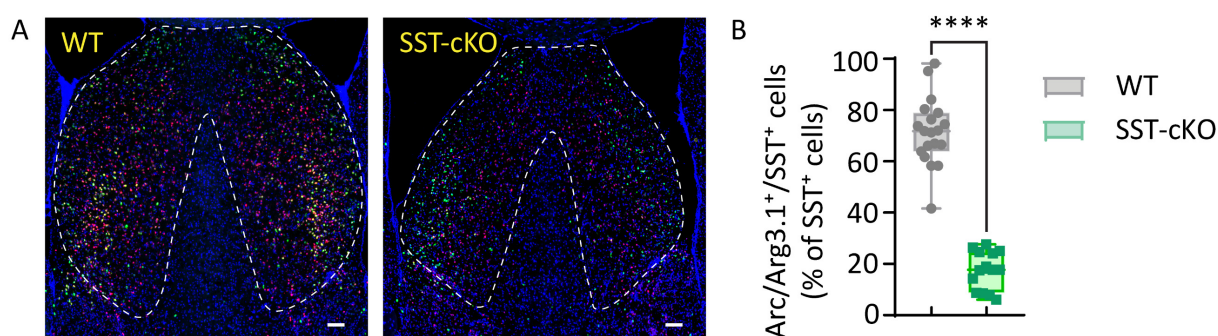 A
WT
SST-cKO
B
****
Arc/Arg3.1⁺/SST⁺ cells
(% of SST⁺ cells)
100
80
60
40
20
0
WT
SST-cKO